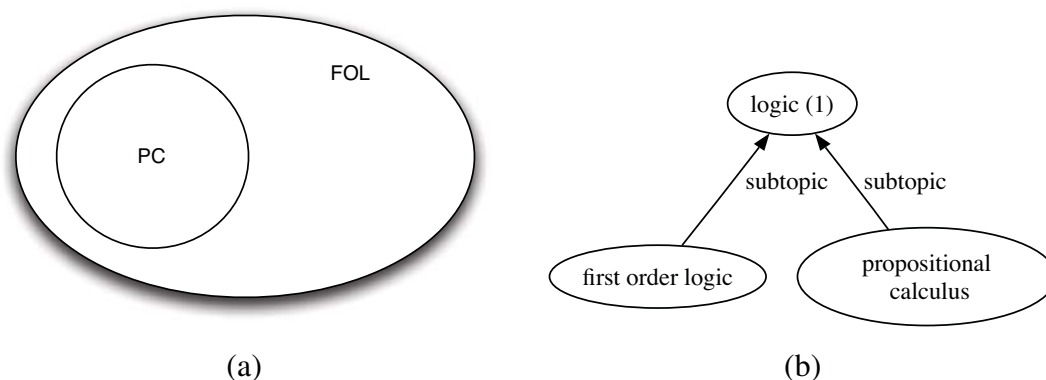 FOL
PC
(a)
logic (1)
subtopic
subtopic
first order logic
propositional
calculus
(b)